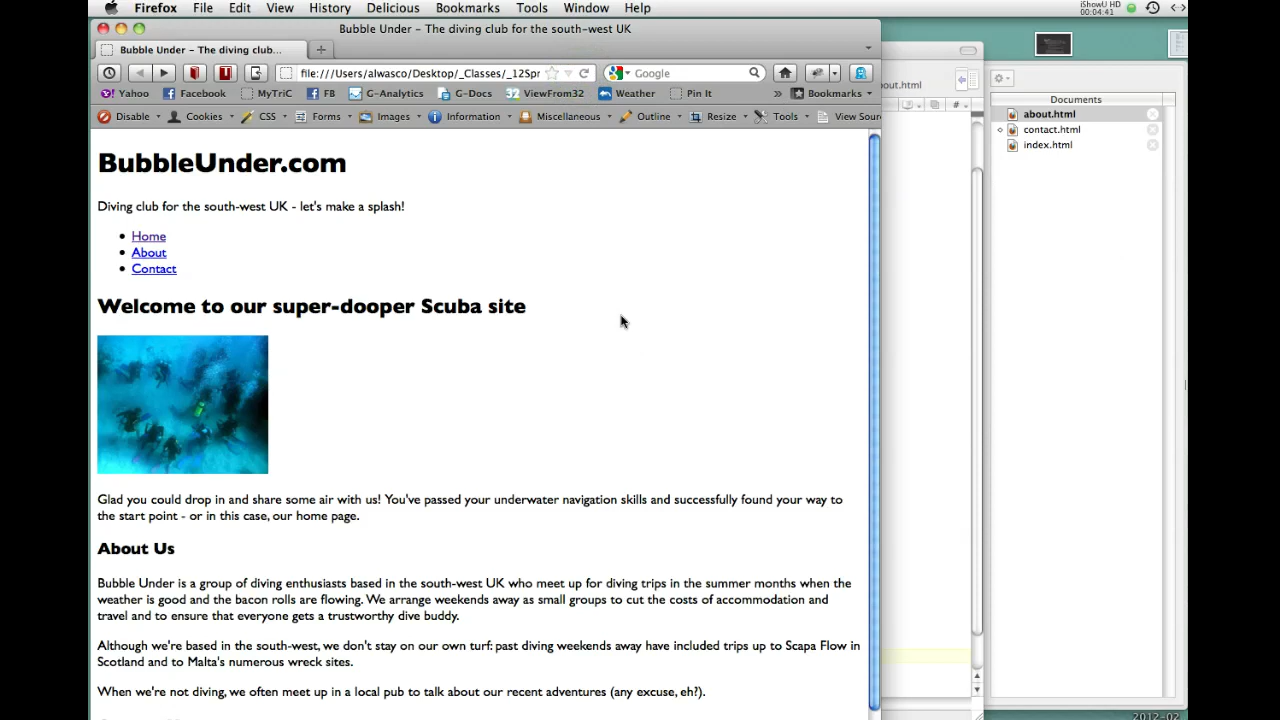 Firefox File Edit View History Delicious Bookmarks Tools Window Help
iShowU HD
00:04:41
Bubble Under – The diving club for the south-west UK
Bubble Under – The diving club...
file:///Users/alwasco/Desktop/_Classes/_12Spr
Google
out.html
Yahoo Facebook MyTriC FB G-Analytics G-Docs ViewFrom32 Weather Pin It » Bookmarks
Disable Cookies CSS Forms Images Information Miscellaneous Outline Resize Tools View Sour
#
Documents
about.html
contact.html
index.html
BubbleUnder.com
Diving club for the south-west UK - let's make a splash!
• Home
• About
• Contact
Welcome to our super-dooper Scuba site
Glad you could drop in and share some air with us! You've passed your underwater navigation skills and successfully found your way to
the start point - or in this case, our home page.
About Us
Bubble Under is a group of diving enthusiasts based in the south-west UK who meet up for diving trips in the summer months when the
weather is good and the bacon rolls are flowing. We arrange weekends away as small groups to cut the costs of accommodation and
travel and to ensure that everyone gets a trustworthy dive buddy.
Although we're based in the south-west, we don't stay on our own turf: past diving weekends away have included trips up to Scapa Flow in
Scotland and to Malta's numerous wreck sites.
When we're not diving, we often meet up in a local pub to talk about our recent adventures (any excuse, eh?).
2012-02